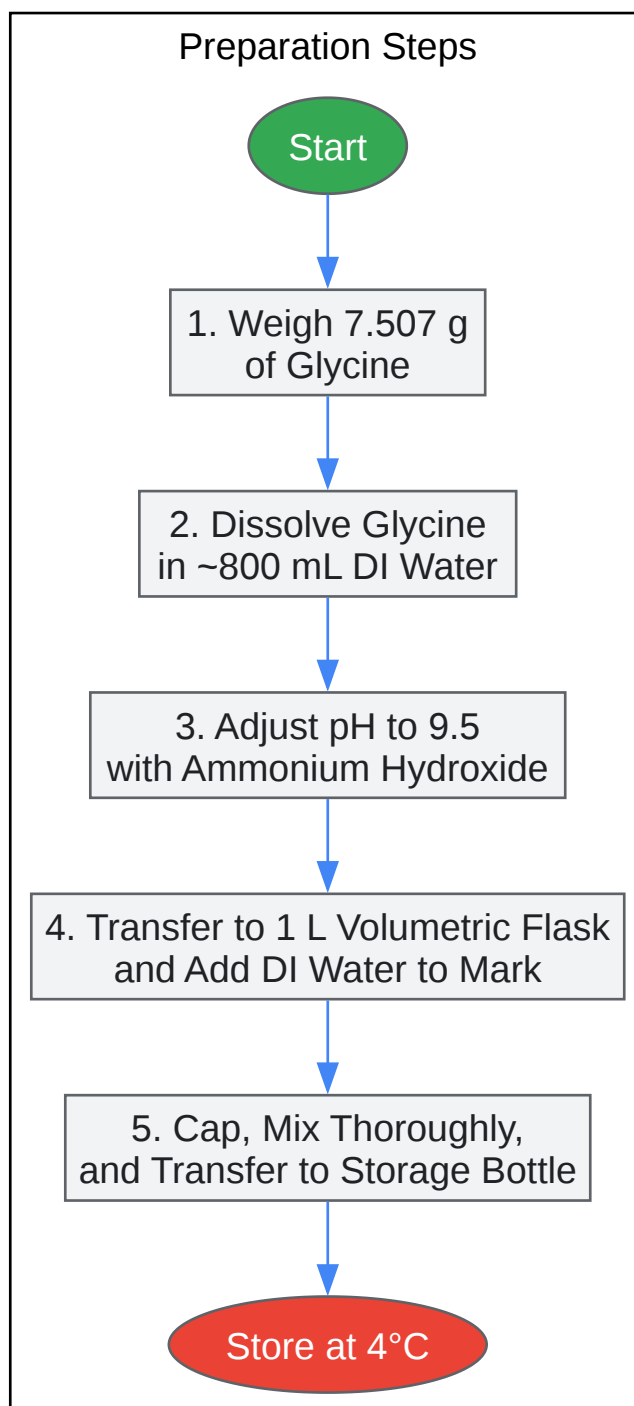 Preparation Steps
Start
1. Weigh 7.507 g
of Glycine
2. Dissolve Glycine
in ~800 mL DI Water
3. Adjust pH to 9.5
with Ammonium Hydroxide
4. Transfer to 1 L Volumetric Flask
and Add DI Water to Mark
5. Cap, Mix Thoroughly,
and Transfer to Storage Bottle
Store at 4°C